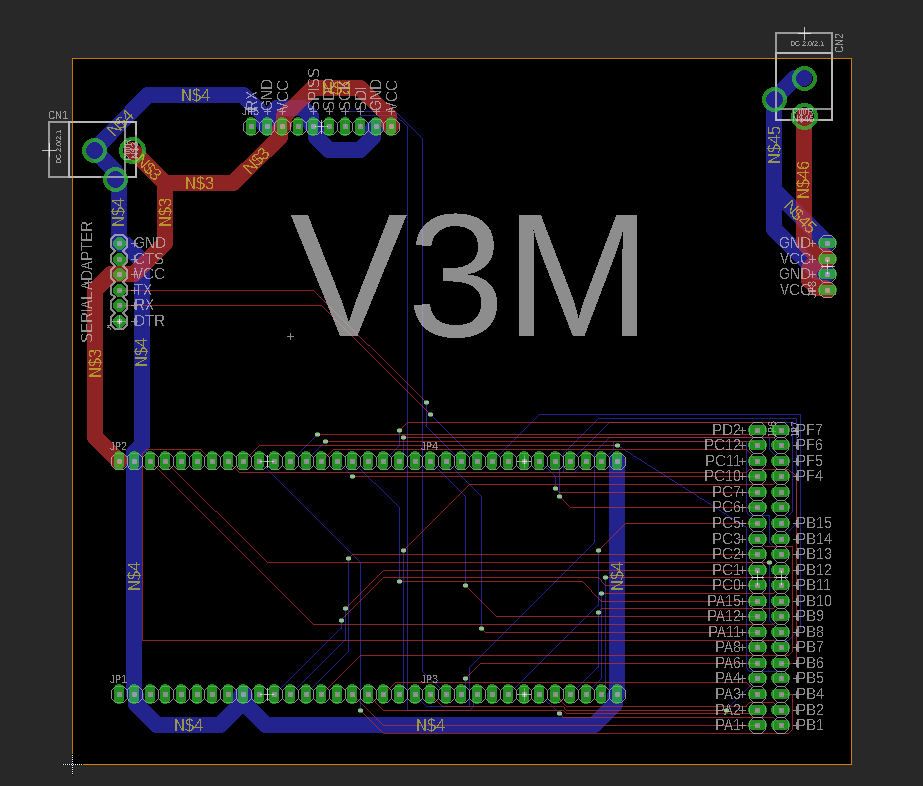 DC 2.0/2.1
CN2
CN1
DC 2.0/2.1
N$4
N$4
RX
GND
VCC
SPISS
SDO
SCK
SDI
GND
VCC
N$3
N$3
N$3
N$3
N$4
N$45
N$46
N$45
SERIALADAPTER
GND
CTS
VCC
TX
RX
DTR
V3M
GND
VCC
GND
VCC
N$3
N$4
JP2
JP4
PD2 PF7
PC12 PF6
PC11 PF5
PC10 PF4
PC7
PC6
PC5 PB15
PC3 PB14
PC2 PB13
PC1 PB12
PC0 PB11
PA15 PB10
PA12 PB9
PA11 PB8
PA8 PB7
PA6 PB6
PA4 PB5
PA3 PB4
PA2 PB2
PA1 PB1
N$4
N$4
JP1
JP3
N$4
N$4